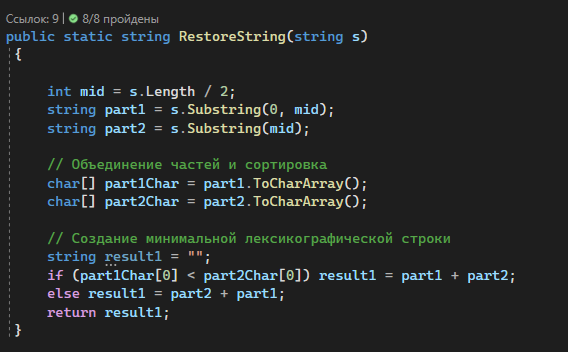 Ссылок: 9 | 8/8 пройдены
public static string RestoreString(string s)
{
int mid = s.Length / 2;
string part1 = s.Substring(0, mid);
string part2 = s.Substring(mid);
// Объединение частей и сортировка
char[] part1Char = part1.ToCharArray();
char[] part2Char = part2.ToCharArray();
// Создание минимальной лексикографической строки
string result1 = "";
if (part1Char[0] < part2Char[0]) result1 = part1 + part2;
else result1 = part2 + part1;
return result1;
}